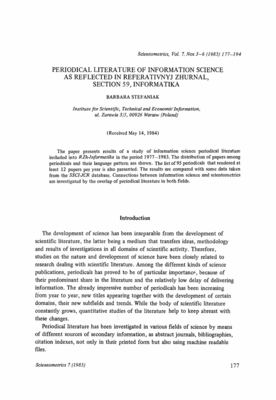 Scientometrics, Vol. 7. Nos 3–6 (1985) 177–194
PERIODICAL LITERATURE OF INFORMATION SCIENCE
AS REFLECTED IN REFERATIVNYJ ZHURNAL,
SECTION 59, INFORMATIKA
BARBARA STEFANIAK
Institute for Scientific, Technical and Economic Information,
ul. Żurawia 3/5, 00926 Warsaw (Poland)
(Received May 14, 1984)
The paper presents results of a study of information science periodical literature
included into RZh-Informatika in the period 1977–1983. The distribution of papers among
periodicals and their language pattern are shown. The list of 95 periodicals that rendered at
least 12 papers per year is also presented. The results are compared with some data taken
from the SSCI-JCR database. Connections between information science and scientometrics
are investigated by the overlap of periodical literature in both fields.
Introduction
The development of science has been inseparable from the development of
scientific literature, the latter being a medium that transfers ideas, methodology
and results of investigations in all domains of scientific activity. Therefore,
studies on the nature and development of science have been closely related to
research dealing with scientific literature. Among the different kinds of science
publications, periodicals has proved to be of particular importance, because of
their predominant share in the literature and the relatively low delay of delivering
information. The already impressive number of periodicals has been increasing
from year to year, new titles appearing together with the development of certain
domains, their new subfields and trends. While the body of scientific literature
constantly grows, quantitative studies of the literature help to keep abreast with
these changes.
Periodical literature has been investigated in various fields of science by means
of different sources of secondary information, as abstract journals, bibliographies,
citation indexes, not only in their printed form but also using machine readable
files.
Scientometrics 7 (1985)
177